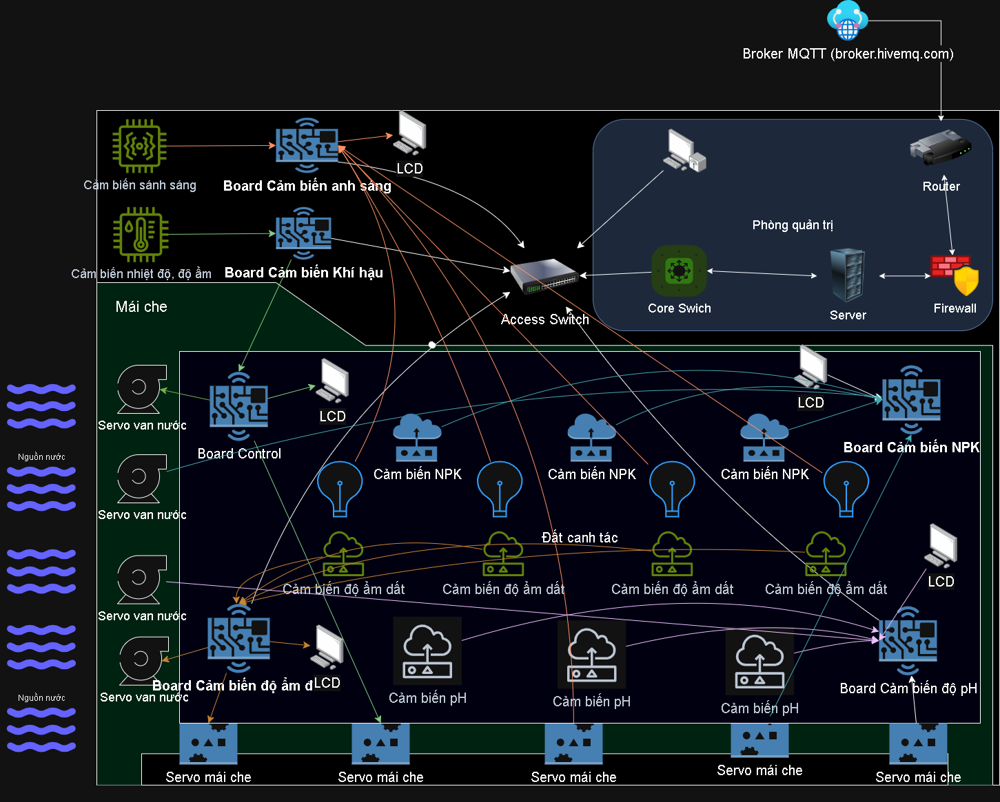 Broker MQTT (broker.hivemq.com)
Cảm biến sánh sáng
Board Cảm biến anh sáng
LCD
Router
Phòng quản trị
Cảm biến nhiệt độ, độ ẩm
Board Cảm biến Khí hậu
Mái che
Access Switch
Core Swich
Server
Firewall
Servo van nước
LCD
LCD
Nguồn nước
Board Control
Board Cảm biến NPK
Cảm biến NPK
Cảm biến NPK
Cảm biến NPK
Servo van nước
Đất canh tác
LCD
Cảm biến độ ẩm dất
Cảm biến độ ẩm dất
Cảm biến độ ẩm dất
Cảm biến độ ẩm dất
Servo van nước
Board Cảm biến độ ẩm đ
LCD
Board Cảm biến độ pH
Nguồn nước
Servo van nước
Cảm biến pH
Cảm biến pH
Cảm biến pH
Servo mái che
Servo mái che
Servo mái che
Servo mái che
Servo mái che